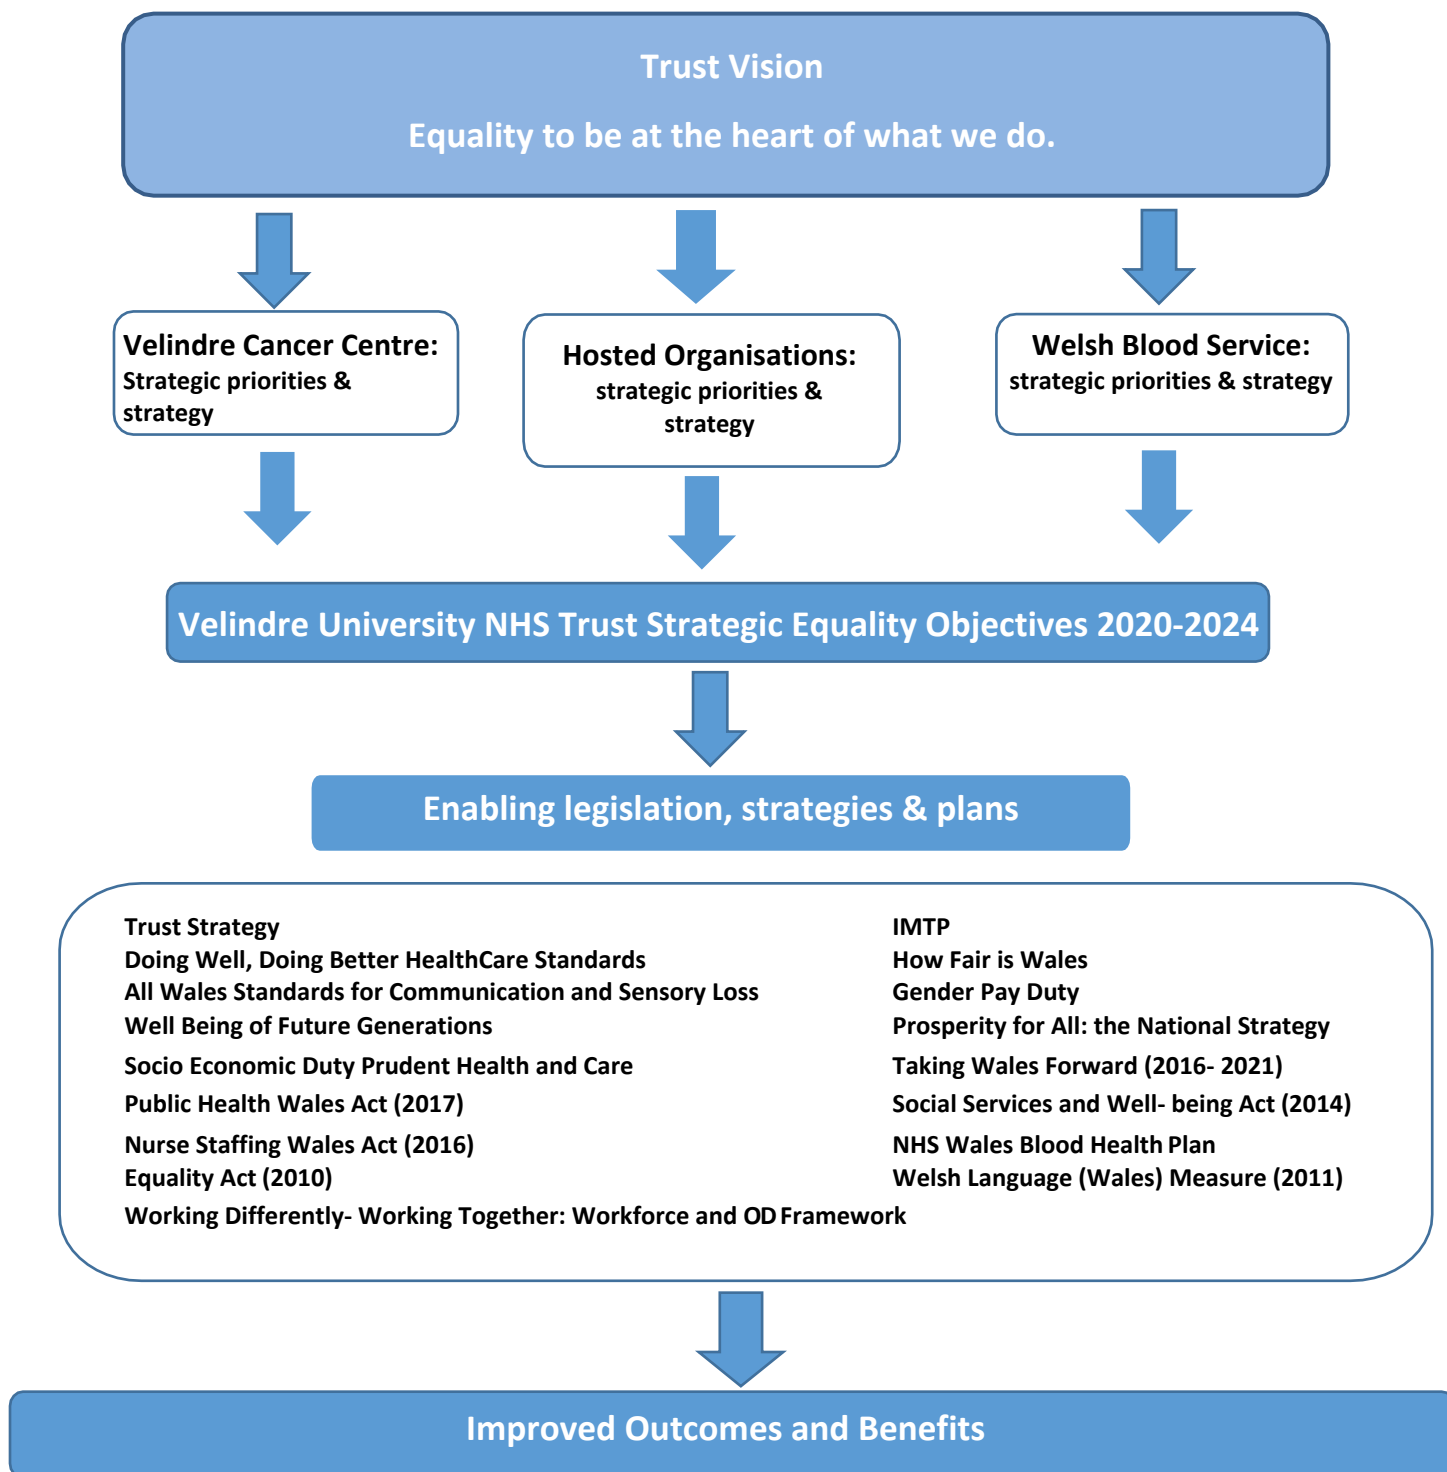 Trust Vision
Equality to be at the heart of what we do.
Velindre Cancer Centre:
Strategic priorities &
strategy
Hosted Organisations:
strategic priorities &
strategy
Welsh Blood Service:
strategic priorities & strategy
Velindre University NHS Trust Strategic Equality Objectives 2020-2024
Enabling legislation, strategies & plans
Trust Strategy
Doing Well, Doing Better HealthCare Standards
All Wales Standards for Communication and Sensory Loss
Well Being of Future Generations
Socio Economic Duty Prudent Health and Care
Public Health Wales Act (2017)
Nurse Staffing Wales Act (2016)
Equality Act (2010)
Working Differently- Working Together: Workforce and OD Framework
IMTP
How Fair is Wales
Gender Pay Duty
Prosperity for All: the National Strategy
Taking Wales Forward (2016- 2021)
Social Services and Well- being Act (2014)
NHS Wales Blood Health Plan
Welsh Language (Wales) Measure (2011)
Improved Outcomes and Benefits